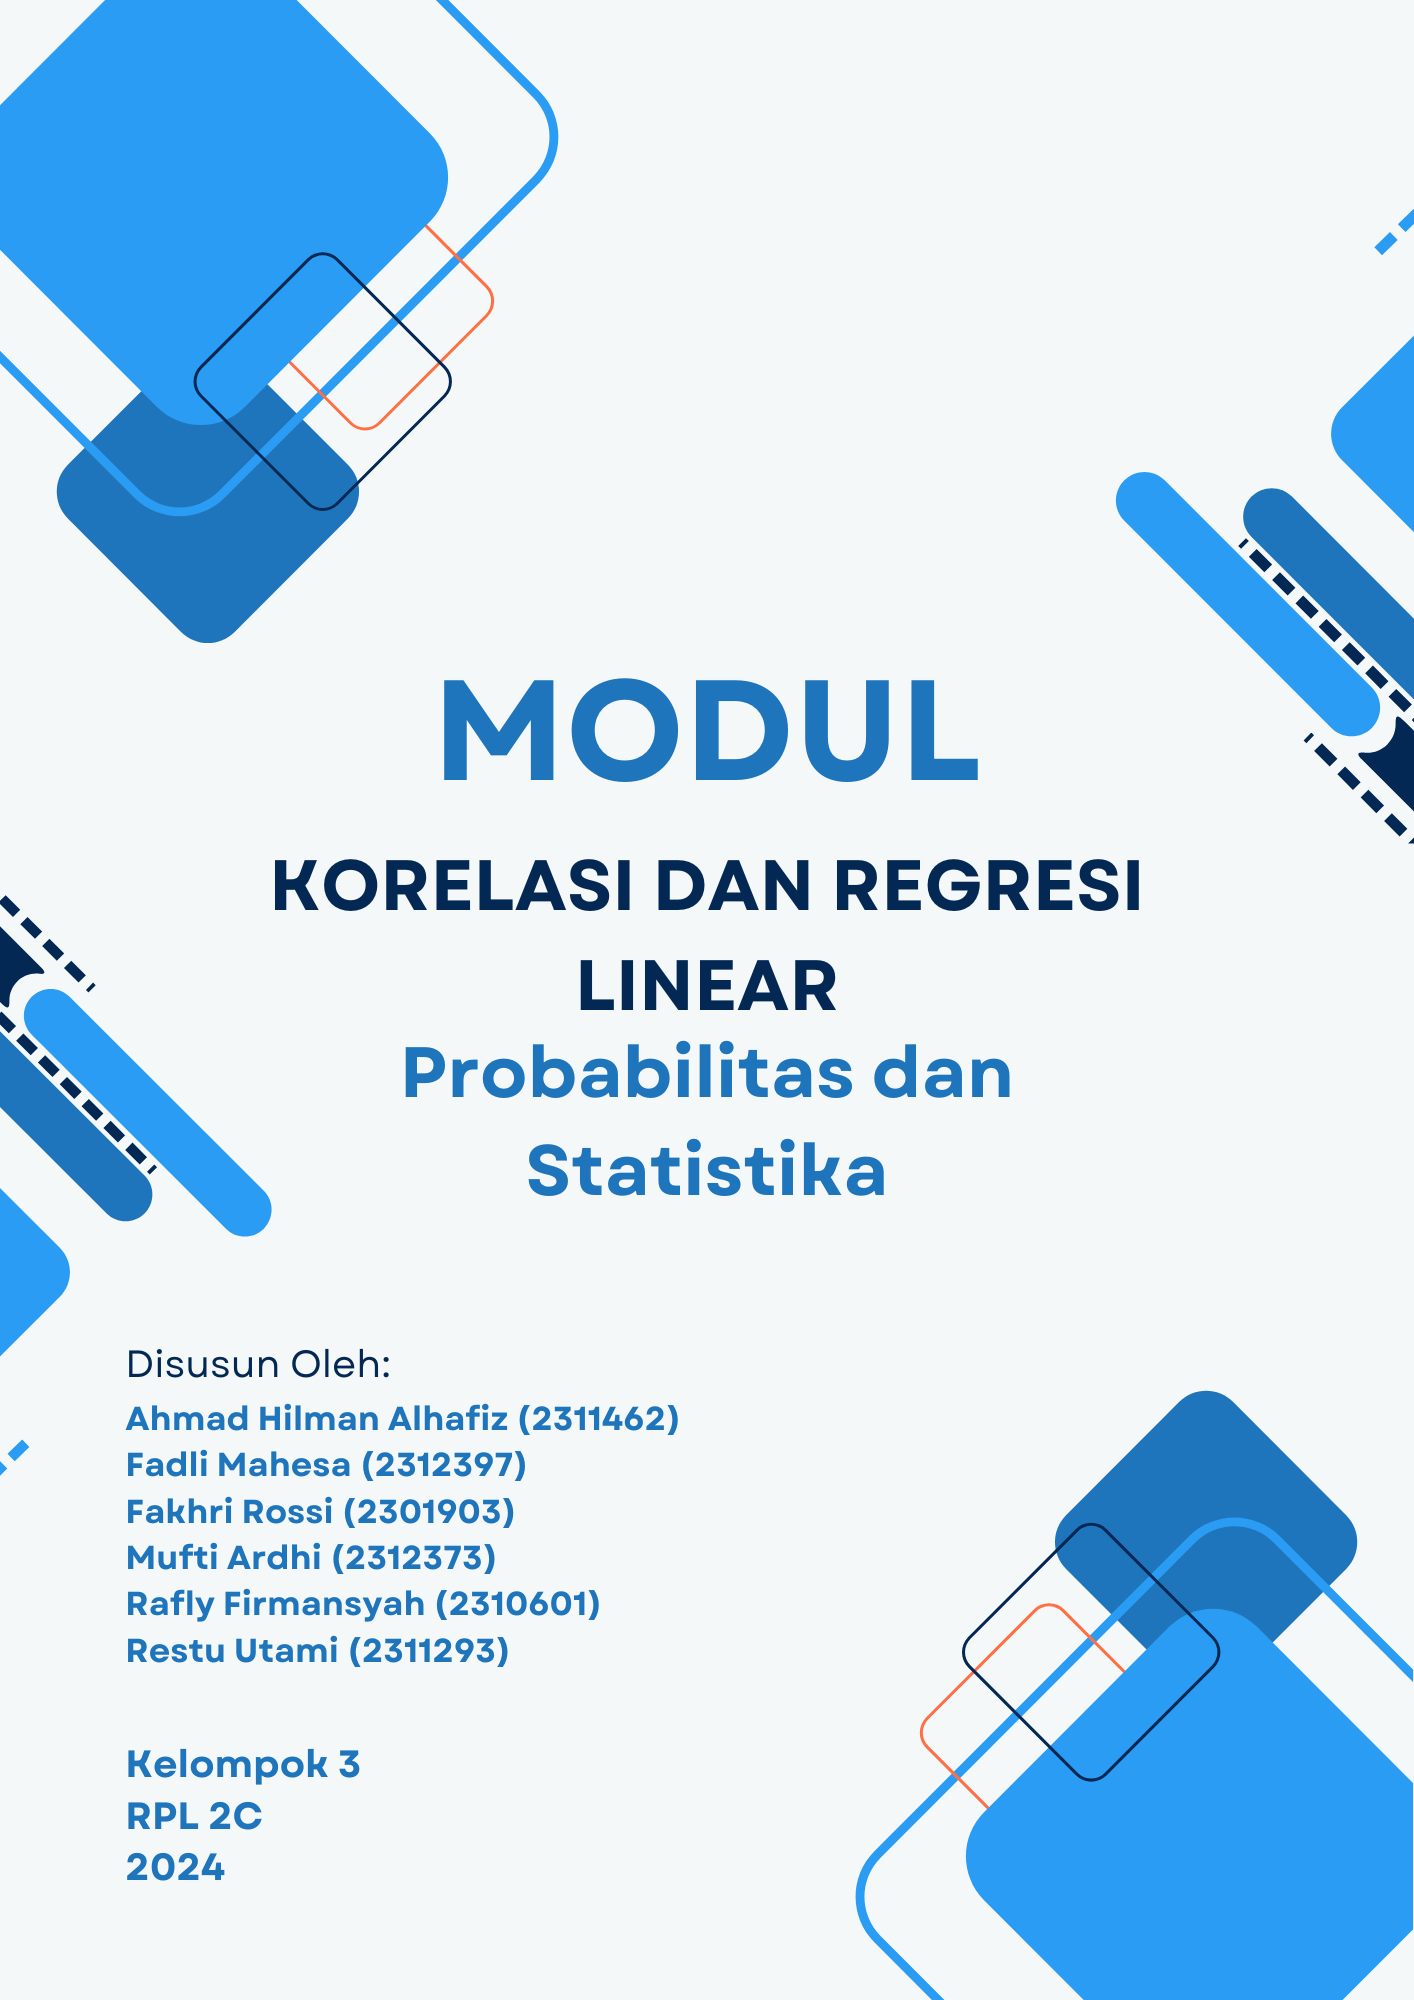 MODUL
KORELASI DAN REGRESI
LINEAR
Probabilitas dan
Statistika
Disusun Oleh:
Ahmad Hilman Alhafiz (2311462)
Fadli Mahesa (2312397)
Fakhri Rossi (2301903)
Mufti Ardhi (2312373)
Rafly Firmansyah (2310601)
Restu Utami (2311293)
Kelompok 3
RPL 2C
2024